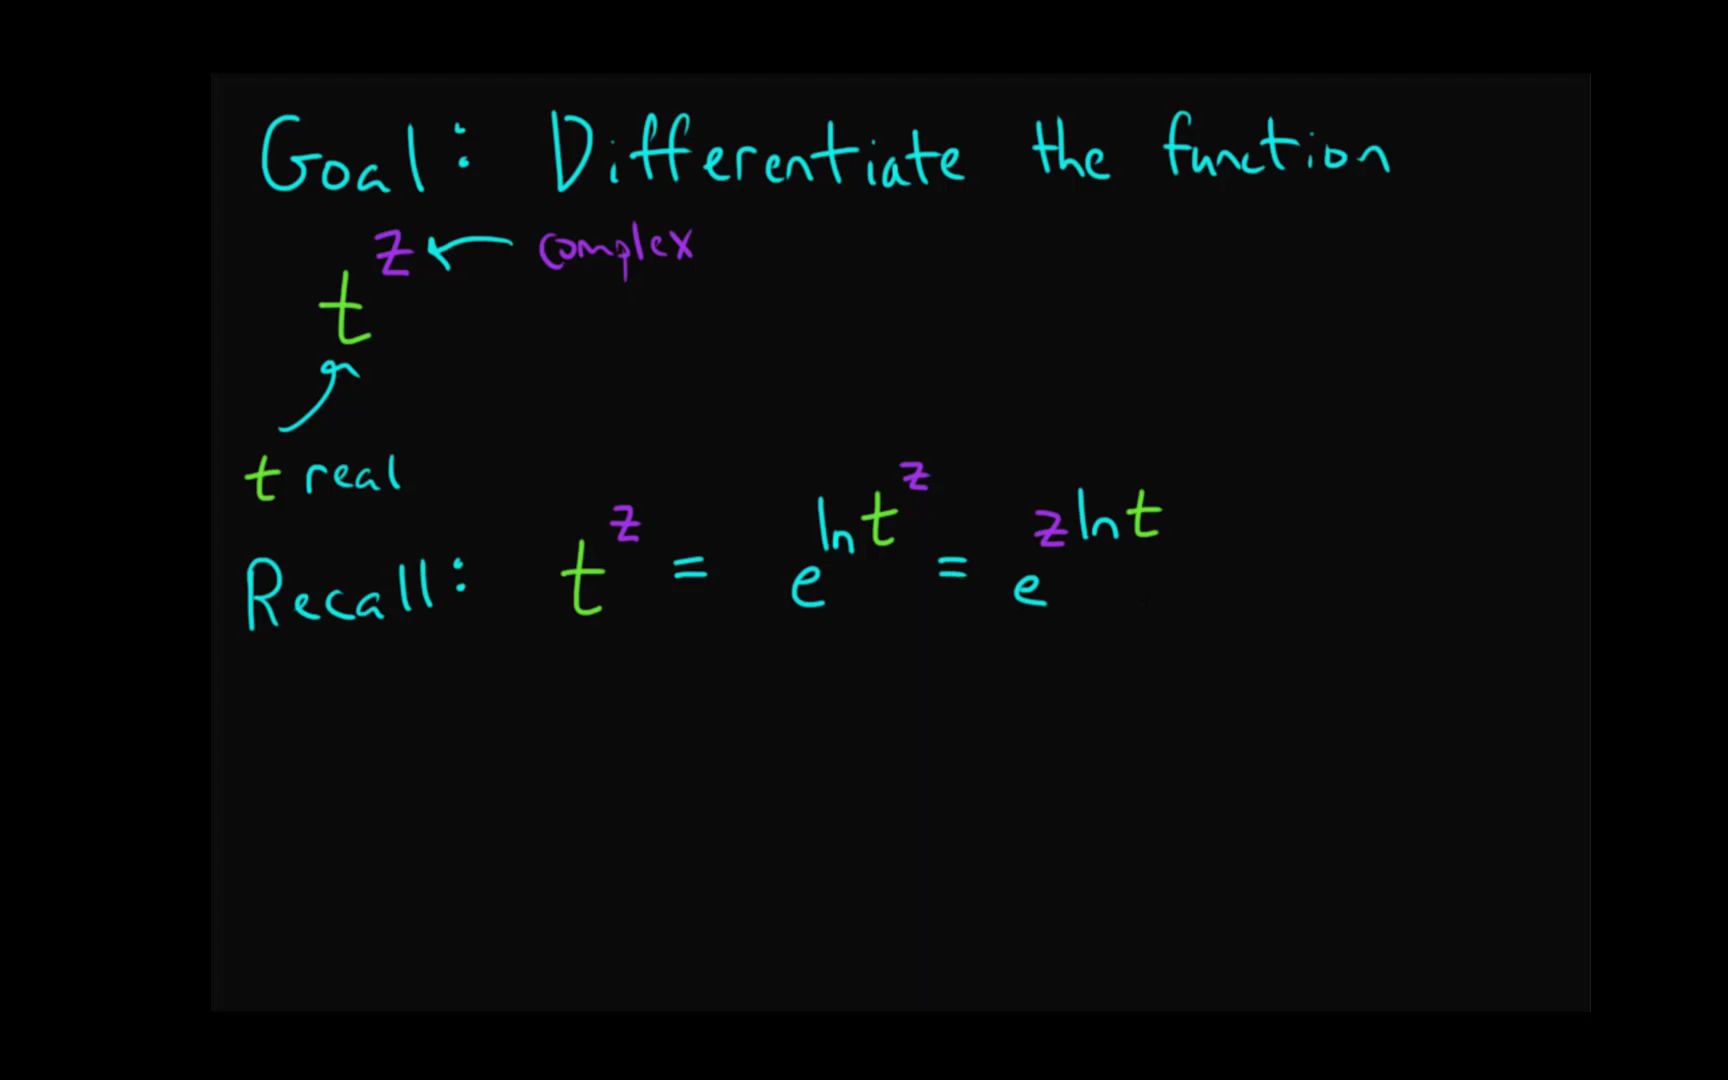 Goal: Differentiate the function
t^z ← complex
t real
Recall: t^z = e^{ln t^z} = e^{z ln t}